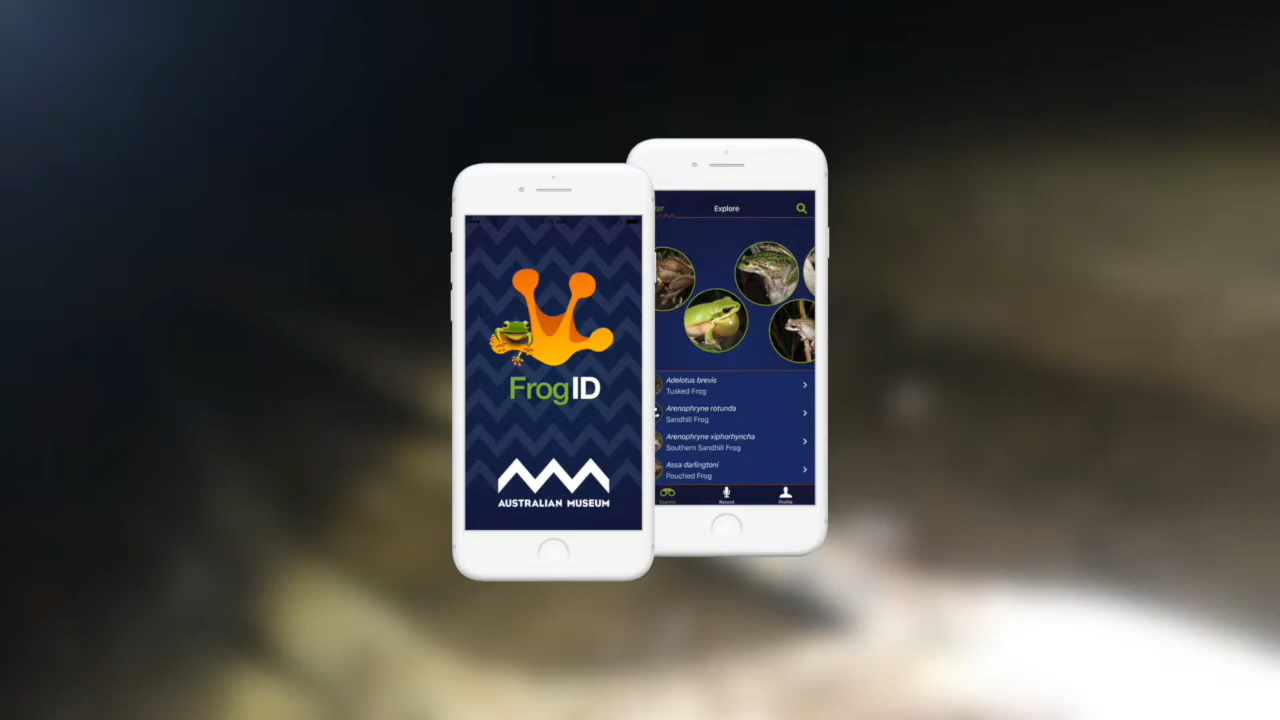 FrogID
AUSTRALIAN MUSEUM
Explore
Adelotus brevis
Tusked Frog
Arenophryne rotunda
Sandhill Frog
Arenophryne xiphorhyncha
Southern Sandhill Frog
Assa darlingtoni
Pouched Frog
Explore
Record
Profile